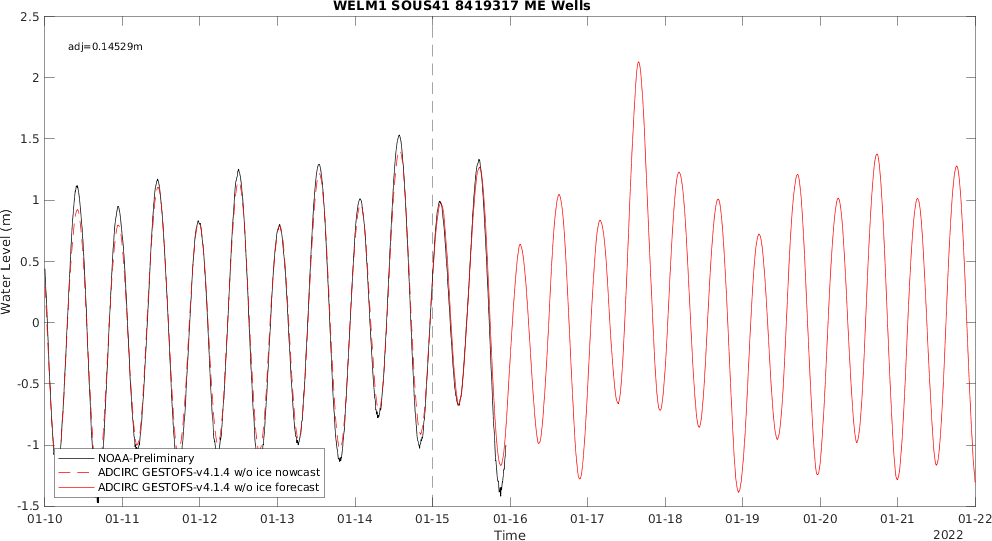 WELM1 SOUS41 8419317 ME Wells
adj=0.14529m
2.5
2
1.5
1
0.5
0
-0.5
-1
-1.5
Water Level (m)
NOAA-Preliminary
ADCIRC GESTOFS-v4.1.4 w/o ice nowcast
ADCIRC GESTOFS-v4.1.4 w/o ice forecast
01-10 01-11 01-12 01-13 01-14 01-15 01-16 01-17 01-18 01-19 01-20 01-21 01-22
Time
2022